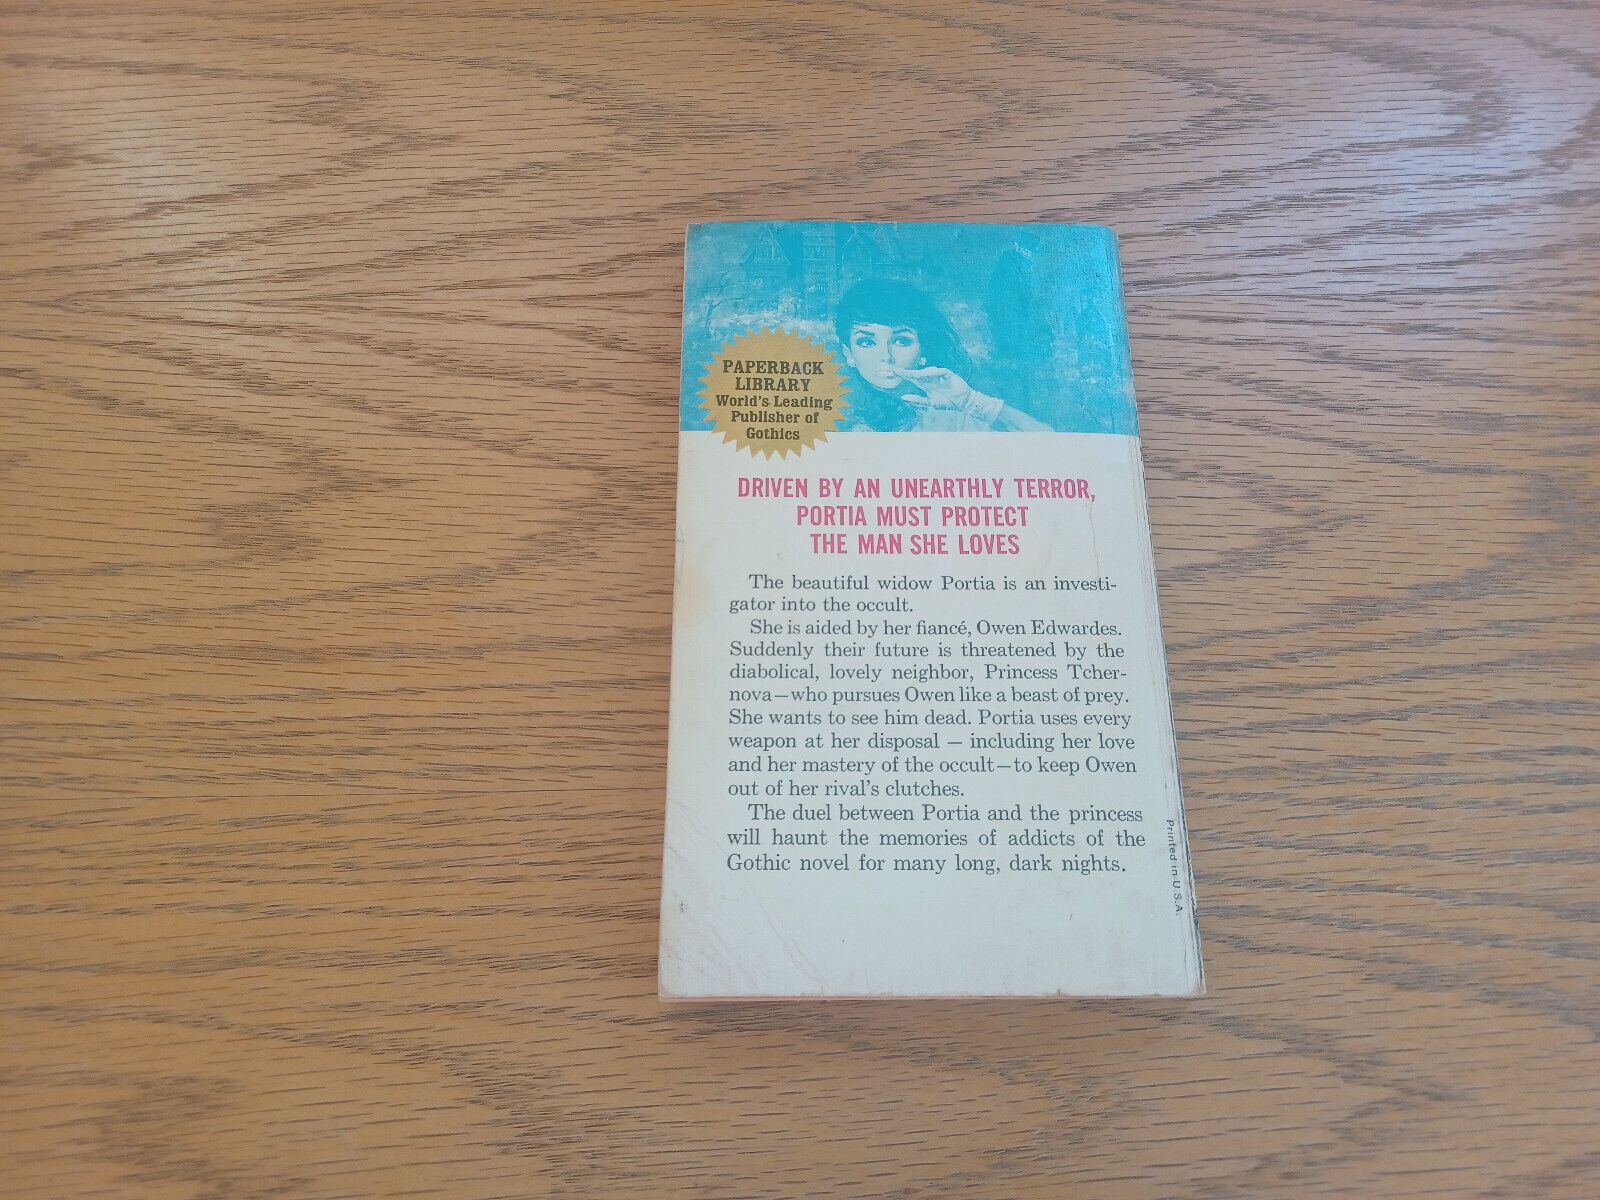 PAPERBACK
LIBRARY
World's Leading
Publisher of
Gothics
DRIVEN BY AN UNEARTHLY TERROR,
PORTIA MUST PROTECT
THE MAN SHE LOVES
The beautiful widow Portia is an investi-
gator into the occult.
She is aided by her fiancé, Owen Edwardes.
Suddenly their future is threatened by the
diabolical, lovely neighbor, Princess Tcher-
nova—who pursues Owen like a beast of prey.
She wants to see him dead. Portia uses every
weapon at her disposal — including her love
and her mastery of the occult—to keep Owen
out of her rival's clutches.
The duel between Portia and the princess
will haunt the memories of addicts of the
Gothic novel for many long, dark nights.
Printed in U.S.A.